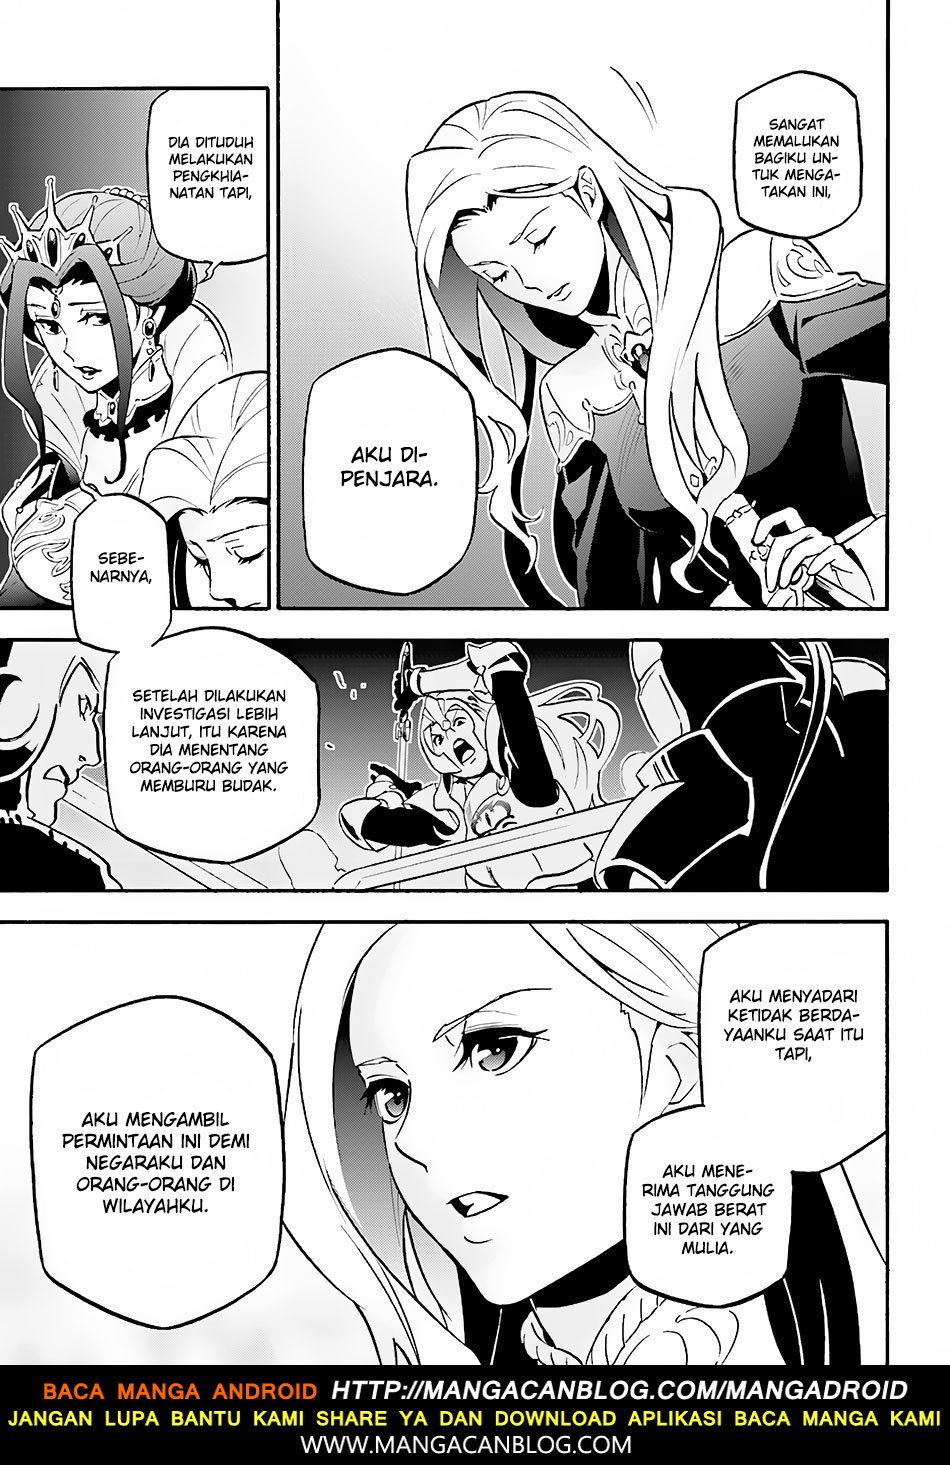 SANGAT
MEMALUKAN
BAGIKU UN-
TUK MENGA-
TAKAN INI,
AKU DI-
PENJARA.
DIA DITUDUH
MELAKUKAN
PENGKHIA-
NATAN TAPI,
SEBE-
NARNYA,
SETELAH DILAKUKAN
INVESTIGASI LEBIH
LANJUT, ITU KARENA
DIA MENENTANG
ORANG-ORANG YANG
MEMBURU BUDAK.
AKU MENYADARI
KETIDAK BERDA-
YAANKU SAAT ITU
TAPI,
AKU MENE-
RIMA TANGGUNG
JAWAB BERAT
INI DARI YANG
MULIA.
AKU MENGAMBIL
PERMINTAAN INI DEMI
NEGARAKU DAN
ORANG-ORANG DI
WILAYAHKU.
BACA MANGA ANDROID HTTP://MANGACANBLOG.COM/MANGADROID
JANGAN LUPA BANTU KAMI SHARE YA DAN DOWNLOAD APLIKASI BACA MANGA KAMI
WWW.MANGACANBLOG.COM